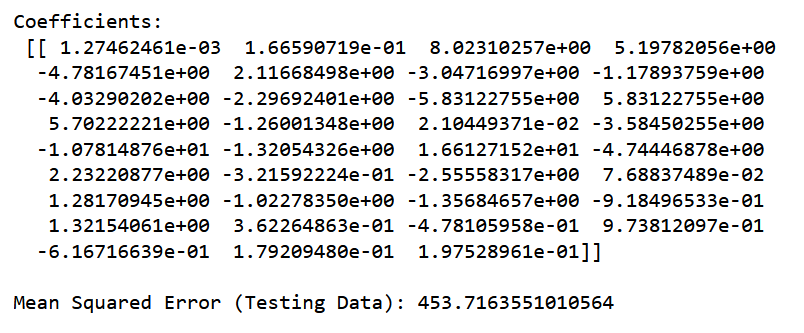 Coefficients:
[[ 1.27462461e-03 1.66590719e-01 8.02310257e+00 5.19782056e+00
-4.78167451e+00 2.11668498e+00 -3.04716997e+00 -1.17893759e+00
-4.03290202e+00 -2.29692401e+00 -5.83122755e+00 5.83122755e+00
5.70222221e+00 -1.26001348e+00 2.10449371e-02 -3.58450255e+00
-1.07814876e+01 -1.32054326e+00 1.66127152e+01 -4.74446878e+00
2.23220877e+00 -3.21592224e-01 -2.55558317e+00 7.68837489e-02
1.28170945e+00 -1.02278350e+00 -1.35684657e+00 -9.18496533e-01
1.32154061e+00 3.62264863e-01 -4.78105958e-01 9.73812097e-01
-6.16716639e-01 1.79209480e-01 1.97528961e-01]]
Mean Squared Error (Testing Data): 453.7163551010564